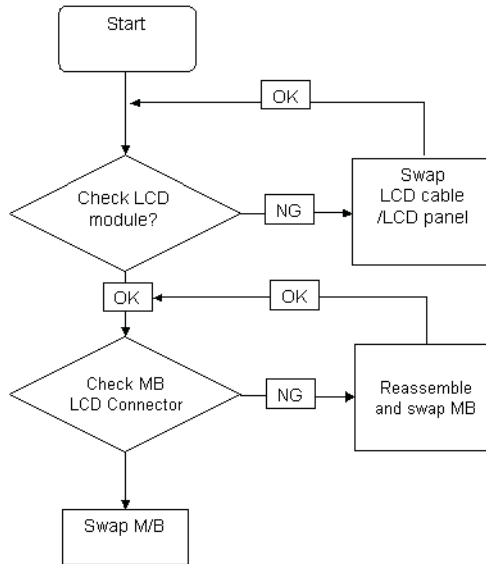 Start
OK
Check LCD
module?
NG
Swap
LCD cable
/LCD panel
OK
OK
Check MB
LCD Connector
NG
Reassemble
and swap MB
Swap M/B